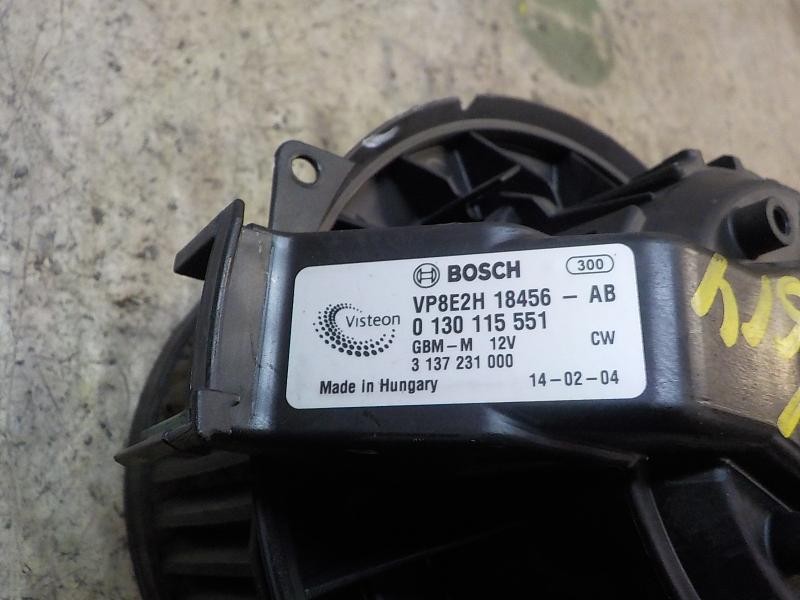 BOSCH 300
VP8E2H 18456 - AB
Visteon 0 130 115 551
GBM-M 12V CW
3 137 231 000
Made in Hungary 14-02-04